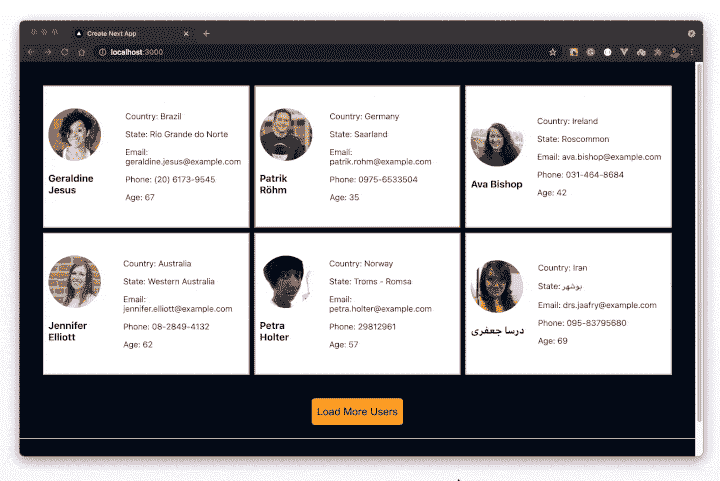 Create Next App
localhost:3000
Country: Brazil
State: Rio Grande do Norte
Email:
geraldine.jesus@example.com
Phone: (20) 6173-9545
Age: 67
Geraldine
Jesus
Country: Germany
State: Saarland
Email:
patrik.rohm@example.com
Phone: 0975-6533504
Age: 35
Patrik
Röhm
Country: Ireland
State: Roscommon
Email: ava.bishop@example.com
Phone: 031-464-8684
Age: 42
Ava Bishop
Country: Australia
State: Western Australia
Email:
jennifer.elliott@example.com
Phone: 08-2849-4132
Age: 62
Jennifer
Elliott
Country: Norway
State: Troms - Romsa
Email:
petra.holter@example.com
Phone: 29812961
Age: 57
Petra
Holter
Country: Iran
State: بوشهر
Email: drs.jaafry@example.com
Phone: 095-83795680
Age: 69
درسا جعفری
Load More Users